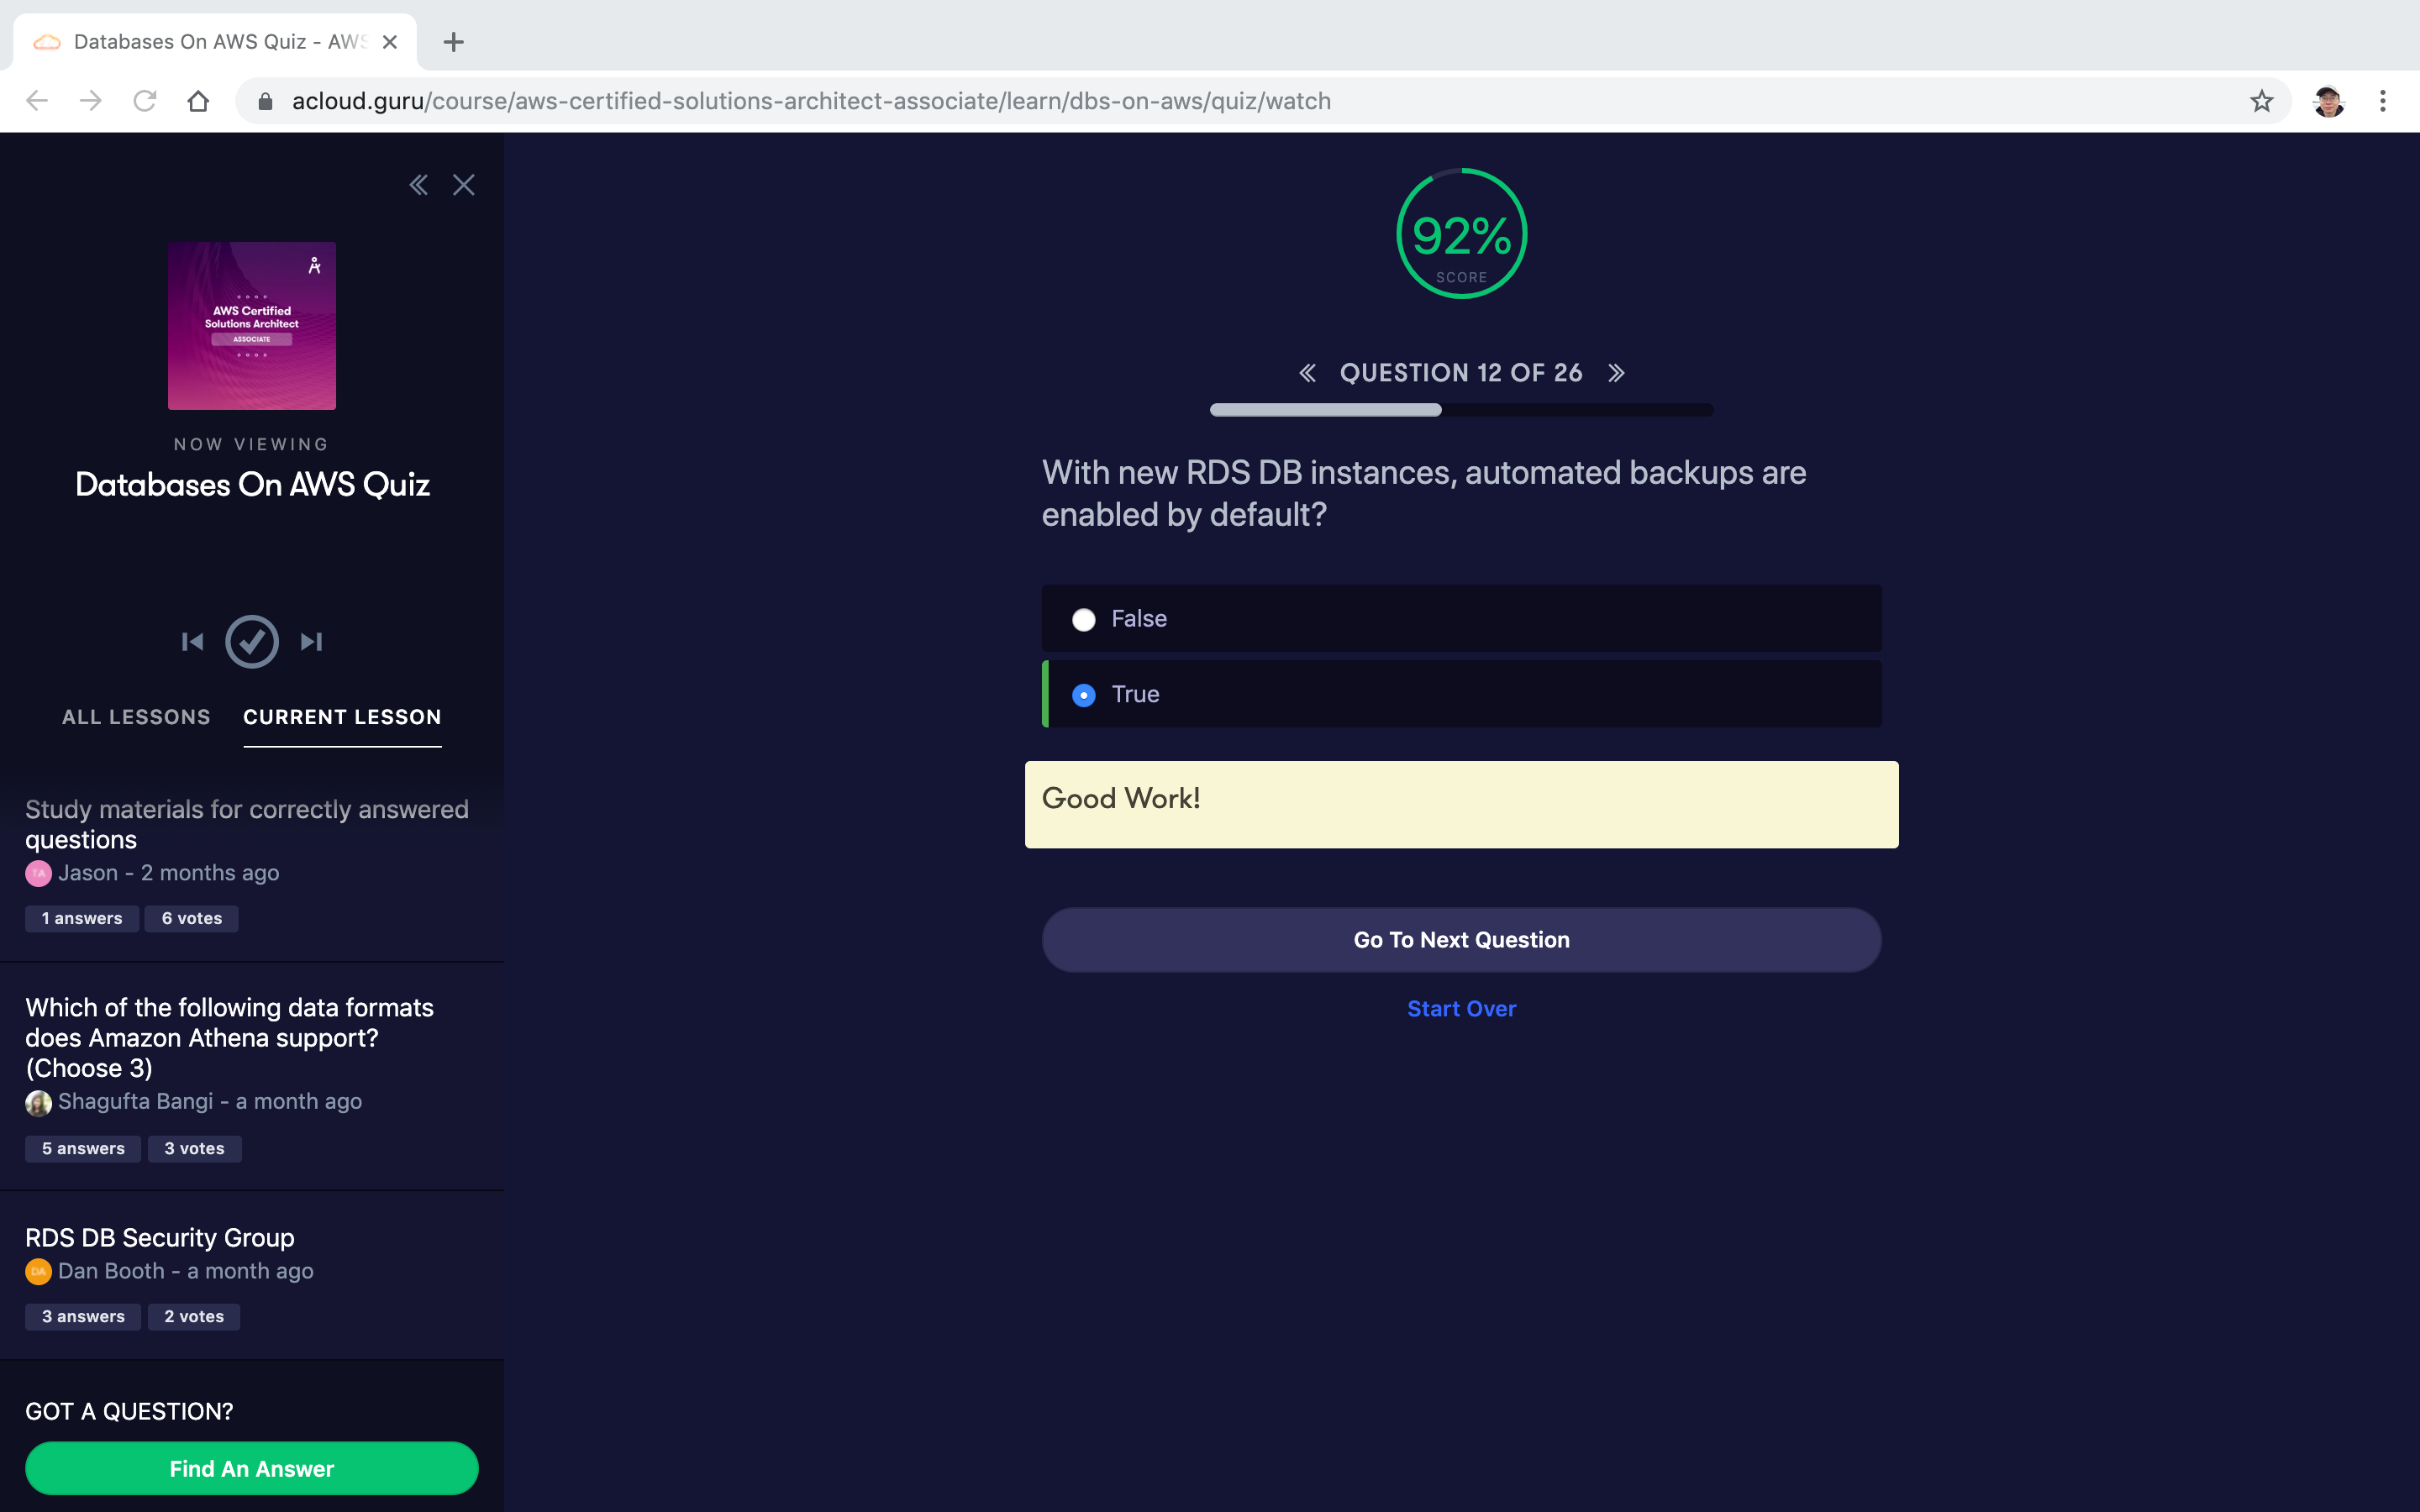 Databases On AWS Quiz - AWS
acloud.guru/course/aws-certified-solutions-architect-associate/learn/dbs-on-aws/quiz/watch
AWS Certified
Solutions Architect
ASSOCIATE
NOW VIEWING
Databases On AWS Quiz
ALL LESSONS CURRENT LESSON
Study materials for correctly answered
questions
Jason - 2 months ago
1 answers 6 votes
Which of the following data formats
does Amazon Athena support?
(Choose 3)
Shagufta Bangi - a month ago
5 answers 3 votes
RDS DB Security Group
DA Dan Booth - a month ago
3 answers 2 votes
GOT A QUESTION?
Find An Answer
92%
SCORE
QUESTION 12 OF 26
With new RDS DB instances, automated backups are
enabled by default?
False
True
Good Work!
Go To Next Question
Start Over